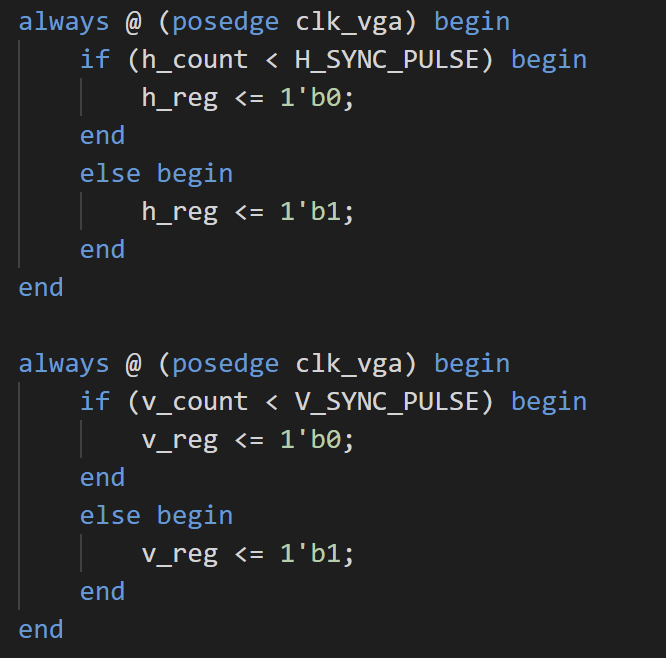 always @ (posedge clk_vga) begin
    if (h_count < H_SYNC_PULSE) begin
        h_reg <= 1'b0;
    end
    else begin
        h_reg <= 1'b1;
    end
end

always @ (posedge clk_vga) begin
    if (v_count < V_SYNC_PULSE) begin
        v_reg <= 1'b0;
    end
    else begin
        v_reg <= 1'b1;
    end
end